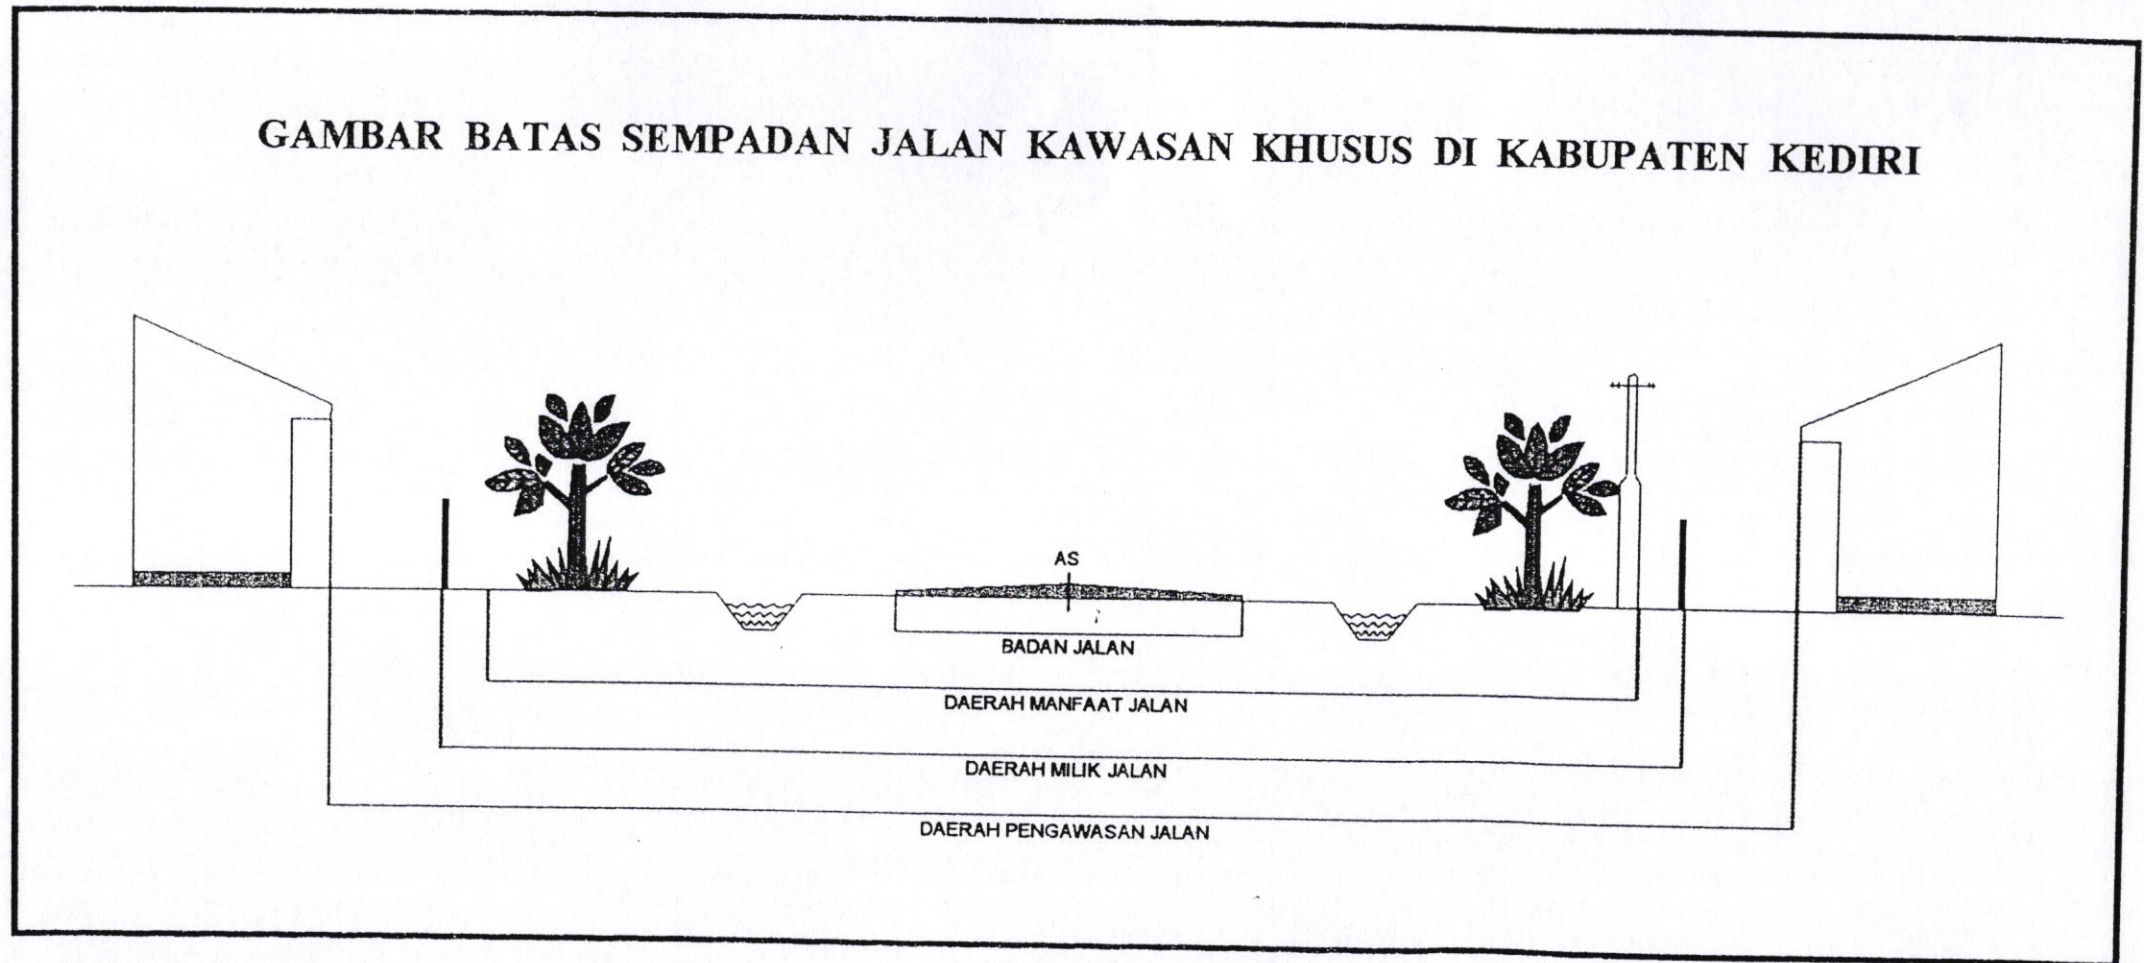 GAMBAR BATAS SEMPADAN JALAN KAWASAN KHUSUS DI KABUPATEN KEDIRI
AS
BADAN JALAN
DAERAH MANFAAT JALAN
DAERAH MILIK JALAN
DAERAH PENGAWASAN JALAN